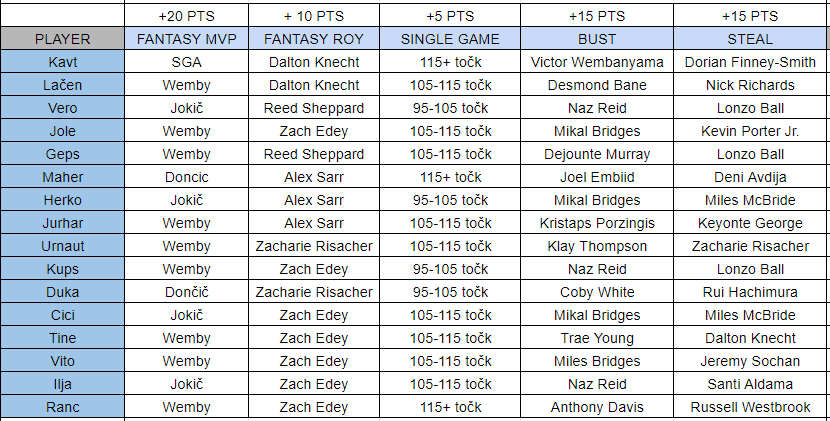 +20 PTS + 10 PTS +5 PTS +15 PTS +15 PTS
PLAYER FANTASY MVP FANTASY ROY SINGLE GAME BUST STEAL
Kavt SGA Dalton Knecht 115+ točk Victor Wembanyama Dorian Finney-Smith
Lačen Wemby Dalton Knecht 105-115 točk Desmond Bane Nick Richards
Vero Jokič Reed Sheppard 95-105 točk Naz Reid Lonzo Ball
Jole Wemby Zach Edey 105-115 točk Mikal Bridges Kevin Porter Jr.
Geps Wemby Reed Sheppard 105-115 točk Dejounte Murray Lonzo Ball
Maher Doncic Alex Sarr 115+ točk Joel Embiid Deni Avdija
Herko Jokič Alex Sarr 95-105 točk Mikal Bridges Miles McBride
Jurhar Wemby Alex Sarr 105-115 točk Kristaps Porzingis Keyonte George
Urnaut Wemby Zacharie Risacher 105-115 točk Klay Thompson Zacharie Risacher
Kups Wemby Zach Edey 95-105 točk Naz Reid Lonzo Ball
Duka Dončič Zacharie Risacher 95-105 točk Coby White Rui Hachimura
Cici Jokič Zach Edey 105-115 točk Mikal Bridges Miles McBride
Tine Wemby Zach Edey 105-115 točk Trae Young Dalton Knecht
Vito Wemby Zach Edey 105-115 točk Miles Bridges Jeremy Sochan
Ilja Jokič Zach Edey 105-115 točk Naz Reid Santi Aldama
Ranc Wemby Zach Edey 115+ točk Anthony Davis Russell Westbrook